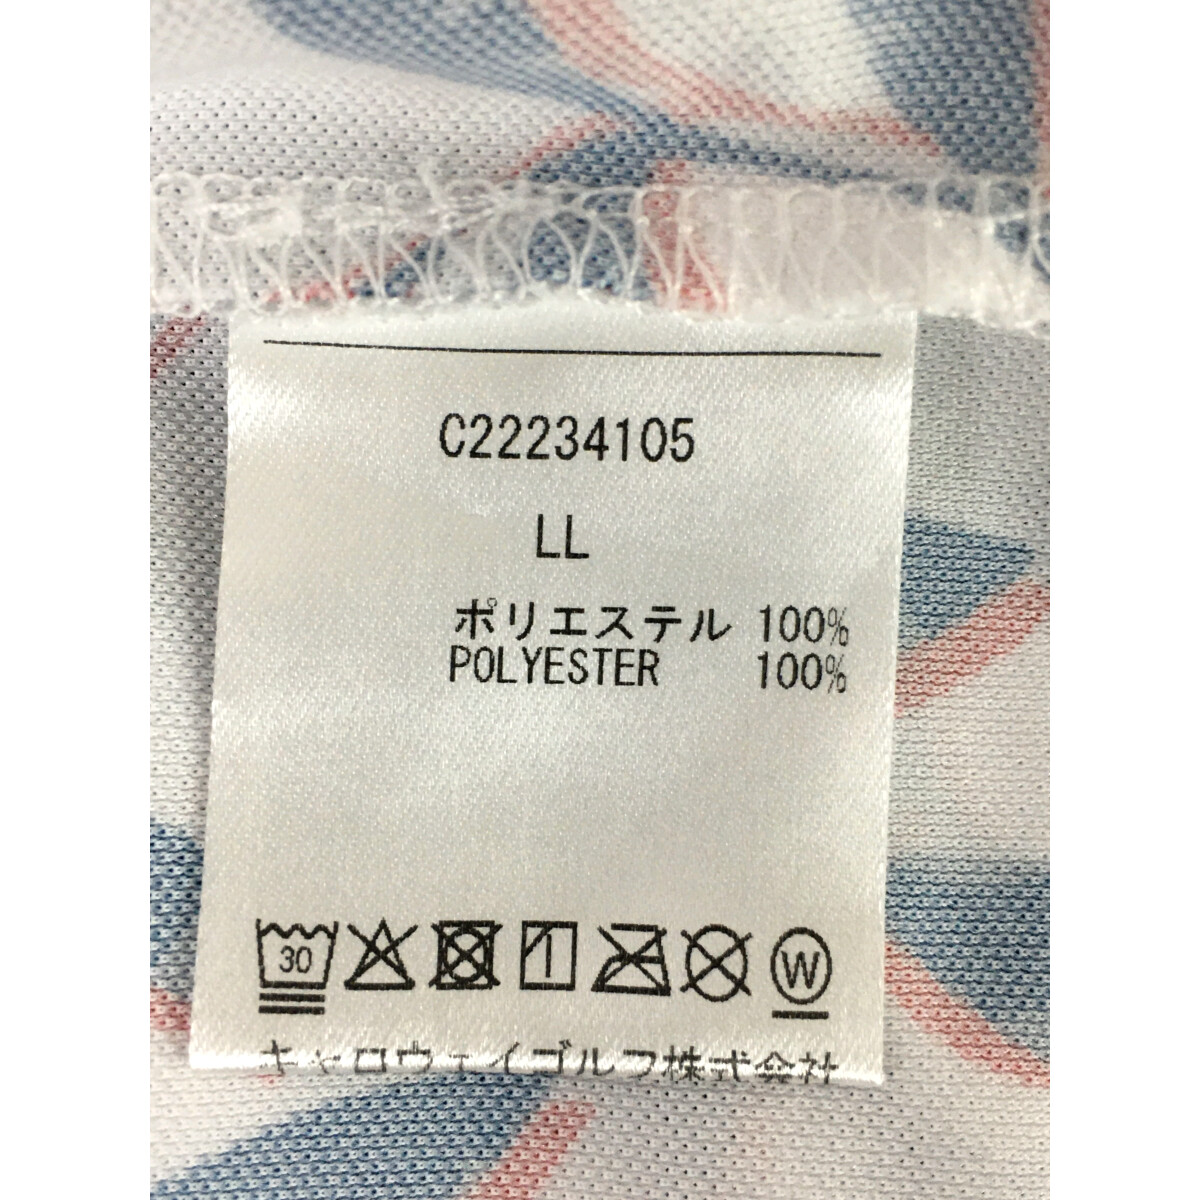 C22234105
LL
ポリエステル 100%
POLYESTER 100%
30
W
キャロウェイゴルフ株式会社